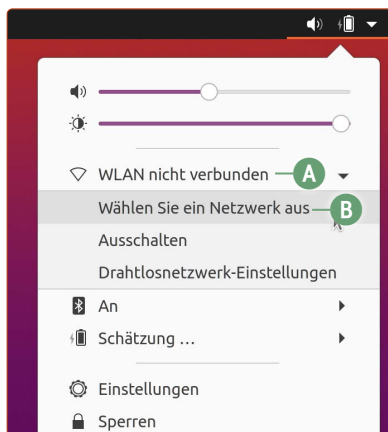 WLAN nicht verbunden A
Wählen Sie ein Netzwerk aus B
Ausschalten
Drahtlosnetzwerk-Einstellungen
An
Schätzung …
Einstellungen
Sperren